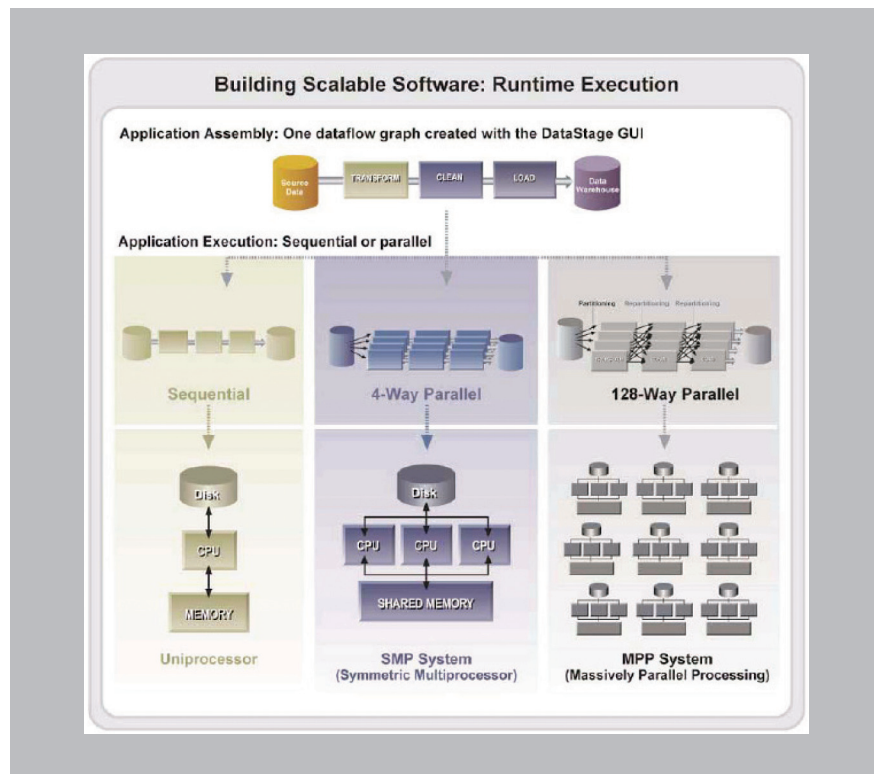 Building Scalable Software: Runtime Execution
Application Assembly: One dataflow graph created with the DataStage GUI
Source
Data
TRANSFORM
CLEAN
LOAD
Data
Warehouse
Application Execution: Sequential or parallel
Sequential
4-Way Parallel
Partitioning
Repartitioning
Repartitioning
128-Way Parallel
Disk
CPU
MEMORY
Uniprocessor
Disk
CPU
CPU
CPU
SHARED MEMORY
SMP System
(Symmetric Multiprocessor)
MPP System
(Massively Parallel Processing)